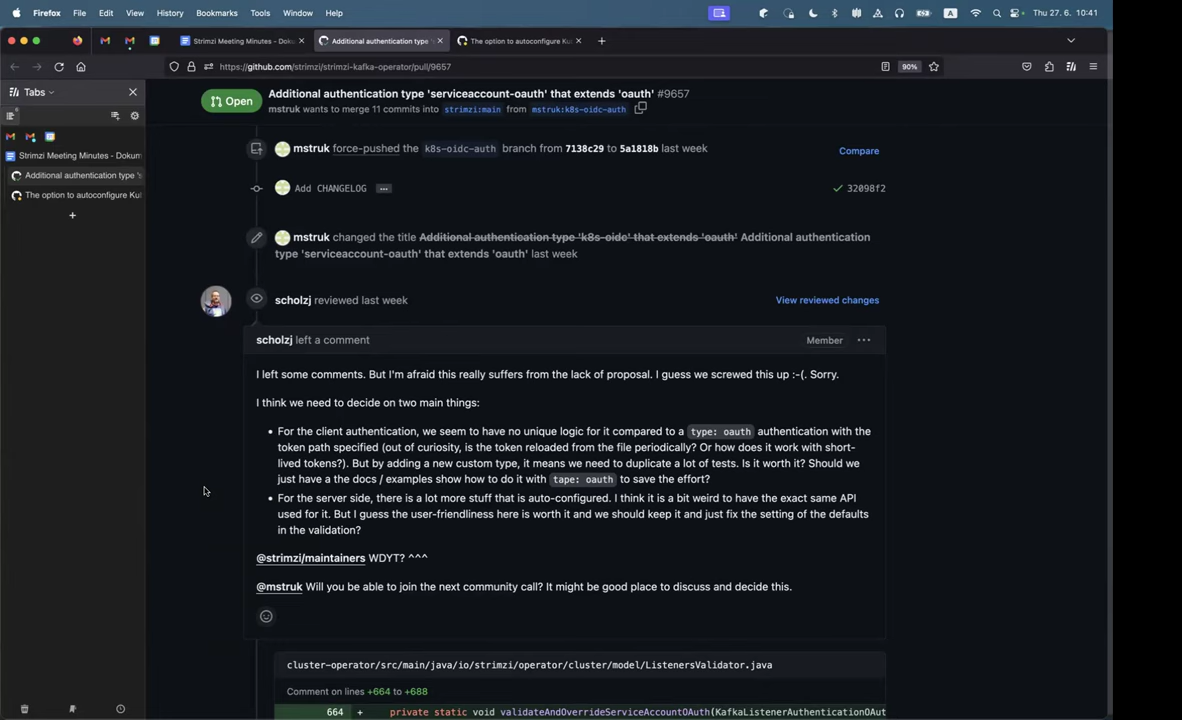 Firefox File Edit View History Bookmarks Tools Window Help
A
Thu 27. 6. 10:41
Strimzi Meeting Minutes - Doku
Additional authentication type '
The option to autoconfigure Ku
https://github.com/strimzi/strimzi-kafka-operator/pull/9657
90%
Tabs
Strimzi Meeting Minutes - Dokum
Additional authentication type 's
The option to autoconfigure Kut
Open
Additional authentication type 'serviceaccount-oauth' that extends 'oauth' #9657
mstruk wants to merge 11 commits into strimzi:main from mstruk:k8s-oidc-auth
mstruk force-pushed the k8s-oidc-auth branch from 7138c29 to 5a1818b last week
Compare
Add CHANGELOG ...
32098f2
mstruk changed the title Additional authentication type 'k8s-oidc' that extends 'oauth' Additional authentication
type 'serviceaccount-oauth' that extends 'oauth' last week
scholzj reviewed last week
View reviewed changes
scholzj left a comment
Member ...
I left some comments. But I'm afraid this really suffers from the lack of proposal. I guess we screwed this up :-(. Sorry.
I think we need to decide on two main things:
• For the client authentication, we seem to have no unique logic for it compared to a type: oauth authentication with the
token path specified (out of curiosity, is the token reloaded from the file periodically? Or how does it work with short-
lived tokens?). But by adding a new custom type, it means we need to duplicate a lot of tests. Is it worth it? Should we
just have a the docs / examples show how to do it with tape: oauth to save the effort?
• For the server side, there is a lot more stuff that is auto-configured. I think it is a bit weird to have the exact same API
used for it. But I guess the user-friendliness here is worth it and we should keep it and just fix the setting of the defaults
in the validation?
@strimzi/maintainers WDYT? ^^^
@mstruk Will you be able to join the next community call? It might be good place to discuss and decide this.
cluster-operator/src/main/java/io/strimzi/operator/cluster/model/ListenersValidator.java
Comment on lines +664 to +688
664 + private static void validateAndOverrideServiceAccountOAuth(KafkaListenerAuthenticationOAut